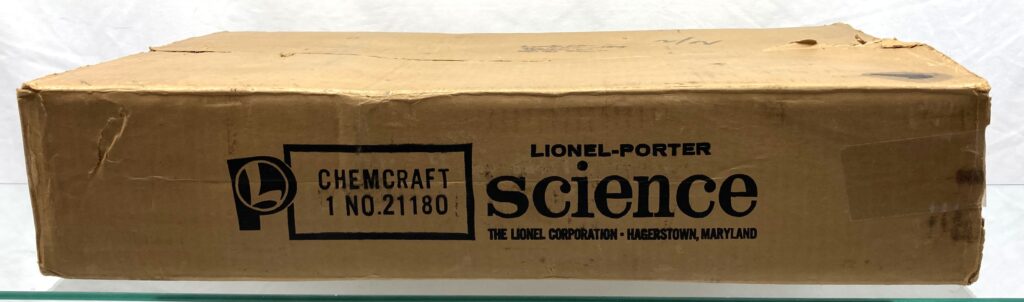 L
CHEMCRAFT
1 NO.21180
LIONEL-PORTER
science
THE LIONEL CORPORATION • HAGERSTOWN, MARYLAND